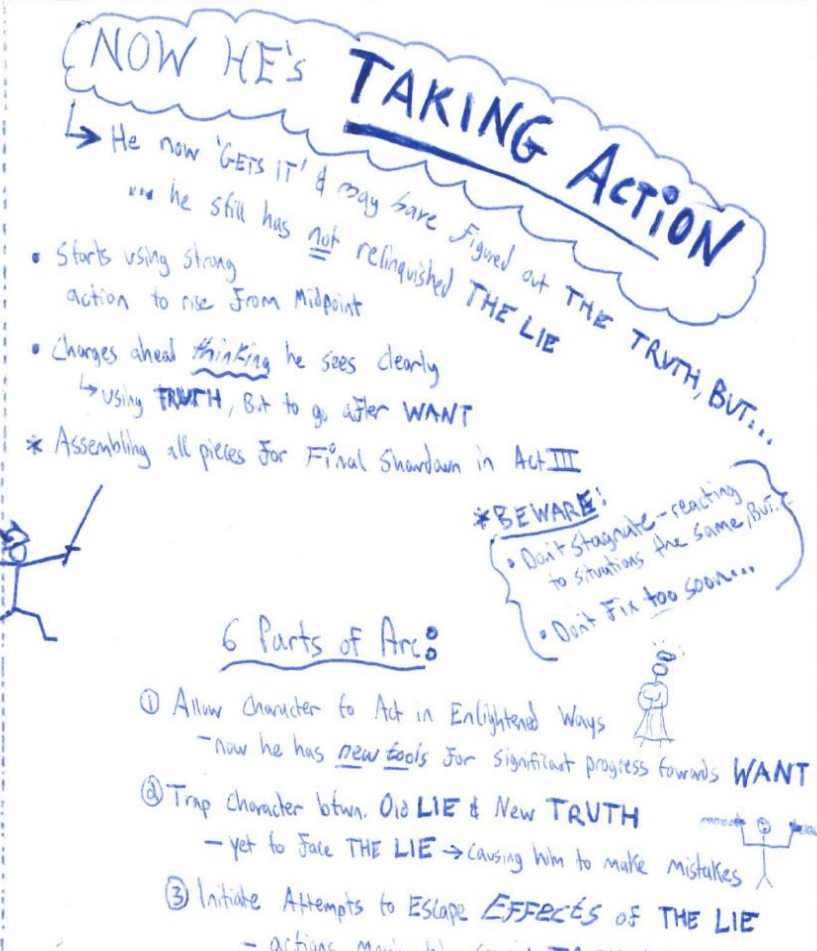 NOW HE's TAKING ACTiON
↳ He now 'GETS IT' & may have Figured out THE TRUTH, BUT...
... he still has not relinquished THE LIE
• Starts using strong
action to rise from Midpoint
• Charges ahead thinking he sees clearly
↳ using TRUTH, But to go after WANT
* Assembling all pieces for Final Showdown in Act III
* BEWARE:
• Don't Stagnate - reacting
to situations the same, BUT...
• Don't Fix too soon...
6 Parts of Arc:
① Allow Character to Act in Enlightened Ways
- now he has new tools for significant progress towards WANT
② Trap Character btwn. Old LIE & New TRUTH
- yet to face THE LIE → causing him to make mistakes
③ Initiate Attempts to Escape EFFECTS of THE LIE
- actions moving him